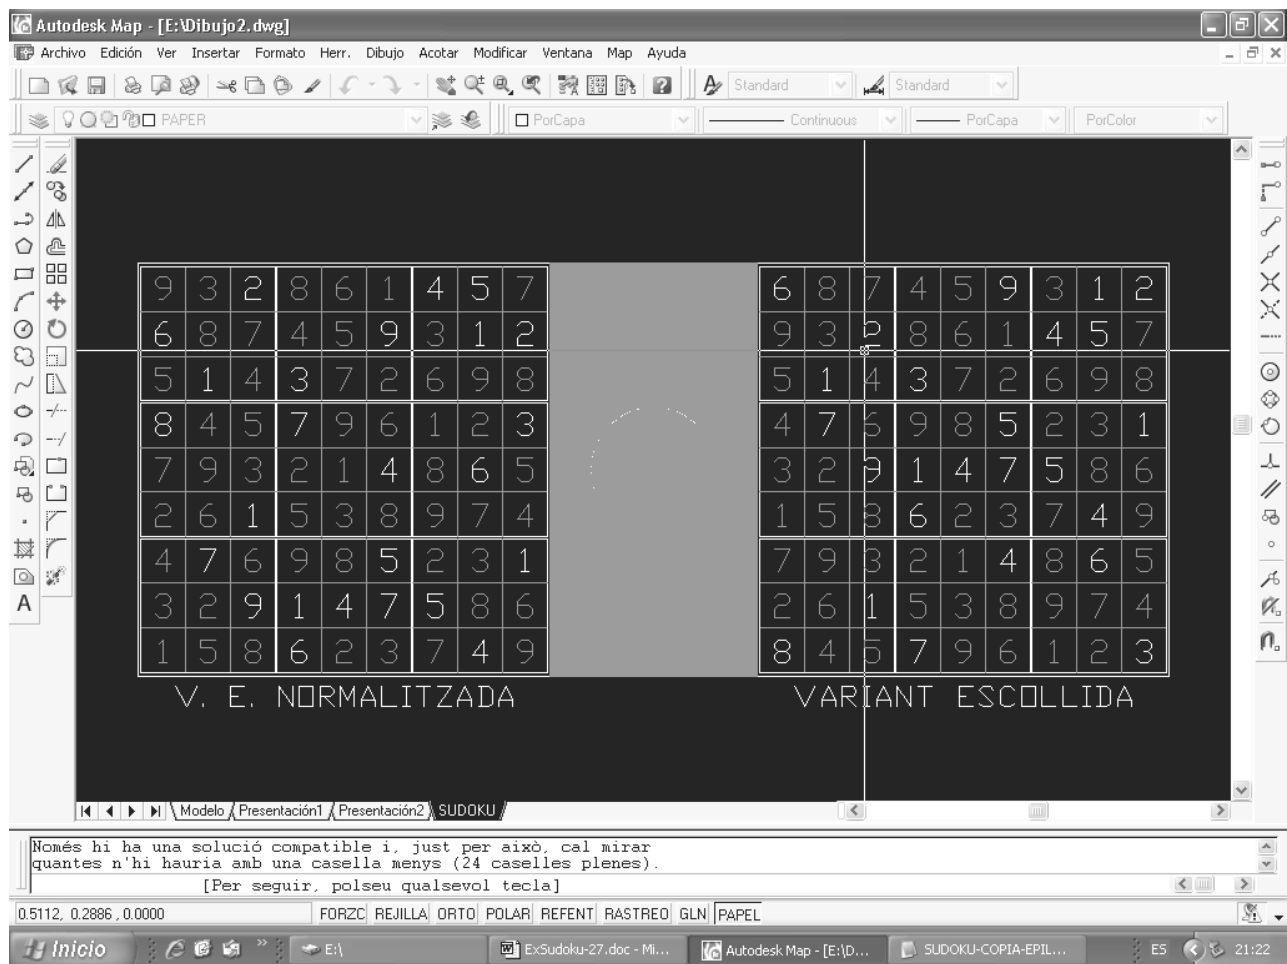 Autodesk Map - [E:\Dibujo2.dwg]
Archivo Edición Ver Insertar Formato Herr. Dibujo Acotar Modificar Ventana Map Ayuda
Standard Standard
PAPER PorCapa Continuous PorCapa PorColor
9 3 2 8 6 1 4 5 7 6 8 7 4 5 9 3 1 2
6 8 7 4 5 9 3 1 2 9 3 2 8 6 1 4 5 7
5 1 4 3 7 2 6 9 8 5 1 4 3 7 2 6 9 8
8 4 5 7 9 6 1 2 3 4 7 6 9 8 5 2 3 1
7 9 3 2 1 4 8 6 5 3 2 9 1 4 7 5 8 6
2 6 1 5 3 8 9 7 4 1 5 8 6 2 3 7 4 9
4 7 6 9 8 5 2 3 1 7 9 3 2 1 4 8 6 5
3 2 9 1 4 7 5 8 6 2 6 1 5 3 8 9 7 4
1 5 8 6 2 3 7 4 9 8 4 5 7 9 6 1 2 3
V. E. NORMALITZADA VARIANT ESCOLLIDA
Modelo Presentación1 Presentación2 SUDOKU
Només hi ha una solució compatible i, just per això, cal mirar
quantes n'hi hauria amb una casella menys (24 caselles plenes).
[Per seguir, polseu qualsevol tecla]
0.5112, 0.2886 , 0.0000 FORZC REJILLA ORTO POLAR REFENT RASTREO GLN PAPEL
Inicio » E:\ ExSudoku-27.doc - Mi... Autodesk Map - [E:\D... SUDOKU-COPIA-EPIL... ES 21:22